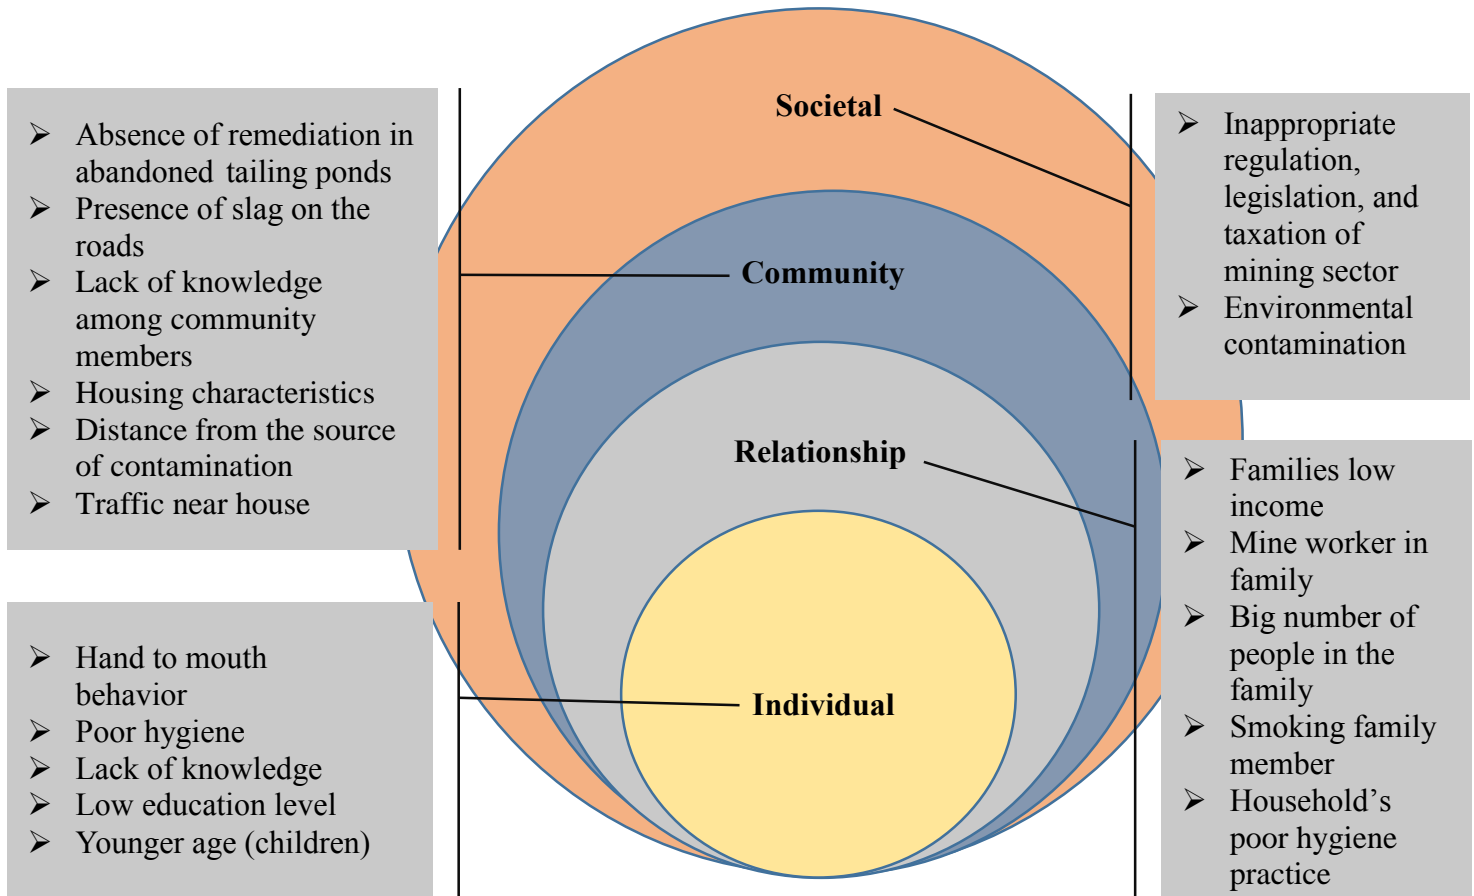 Societal
Community
Relationship
Individual
➢ Absence of remediation in
abandoned tailing ponds
➢ Presence of slag on the
roads
➢ Lack of knowledge
among community
members
➢ Housing characteristics
➢ Distance from the source
of contamination
➢ Traffic near house
➢ Hand to mouth
behavior
➢ Poor hygiene
➢ Lack of knowledge
➢ Low education level
➢ Younger age (children)
➢ Inappropriate
regulation,
legislation, and
taxation of
mining sector
➢ Environmental
contamination
➢ Families low
income
➢ Mine worker in
family
➢ Big number of
people in the
family
➢ Smoking family
member
➢ Household’s
poor hygiene
practice